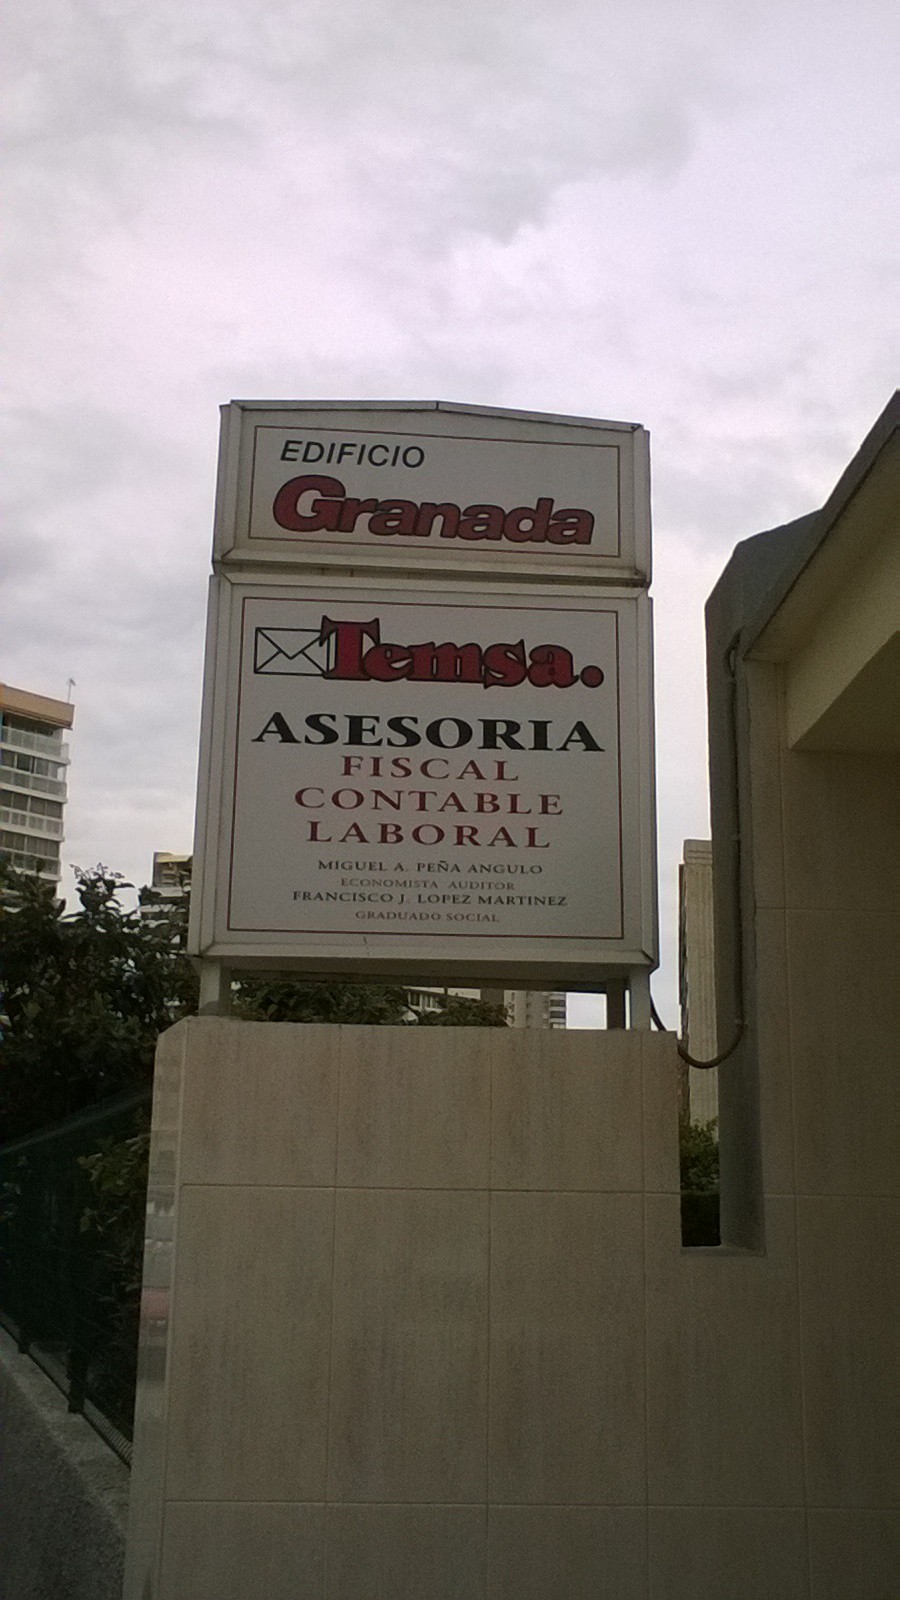 EDIFICIO
Granada
Temsa.
ASESORIA
FISCAL
CONTABLE
LABORAL
MIGUEL A. PEÑA ANGULO
ECONOMISTA AUDITOR
FRANCISCO J. LOPEZ MARTINEZ
GRADUADO SOCIAL